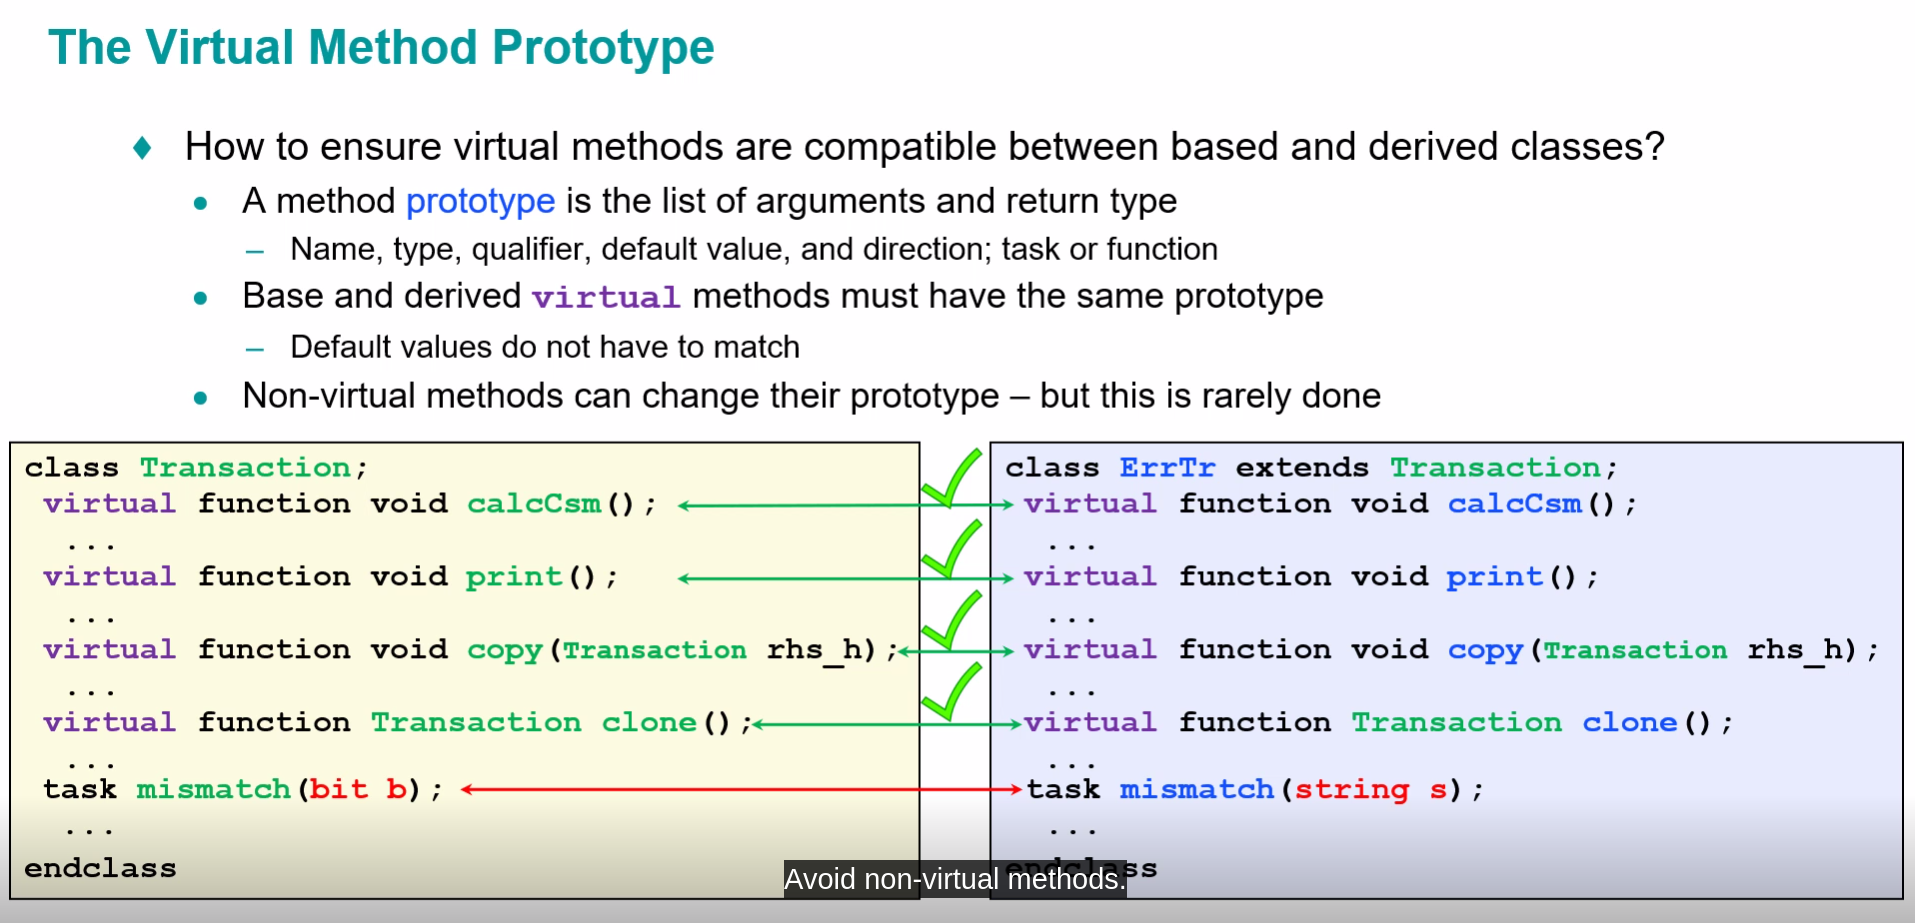 The Virtual Method Prototype
♦ How to ensure virtual methods are compatible between based and derived classes?
• A method prototype is the list of arguments and return type
– Name, type, qualifier, default value, and direction; task or function
• Base and derived virtual methods must have the same prototype
– Default values do not have to match
• Non-virtual methods can change their prototype – but this is rarely done
class Transaction;
virtual function void calcCsm();
...
virtual function void print();
...
virtual function void copy(Transaction rhs_h);
...
virtual function Transaction clone();
...
task mismatch(bit b);
...
endclass
class ErrTr extends Transaction;
virtual function void calcCsm();
...
virtual function void print();
...
virtual function void copy(Transaction rhs_h);
...
virtual function Transaction clone();
...
task mismatch(string s);
...
endclass
Avoid non-virtual methods.